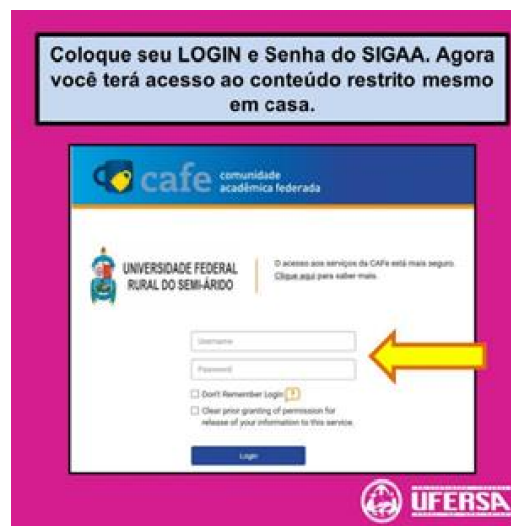 Coloque seu LOGIN e Senha do SIGAA. Agora
você terá acesso ao conteúdo restrito mesmo
em casa.
cafe
comunidade
acadêmica federada
UNIVERSIDADE FEDERAL
RURAL DO SEMI-ÁRIDO
O acesso aos serviços da CAFe está mais seguro.
Clique aqui para saber mais.
Username
Password
Don't Remember Login ?
Clear prior granting of permission for
release of your information to this service.
Login
UFERSA